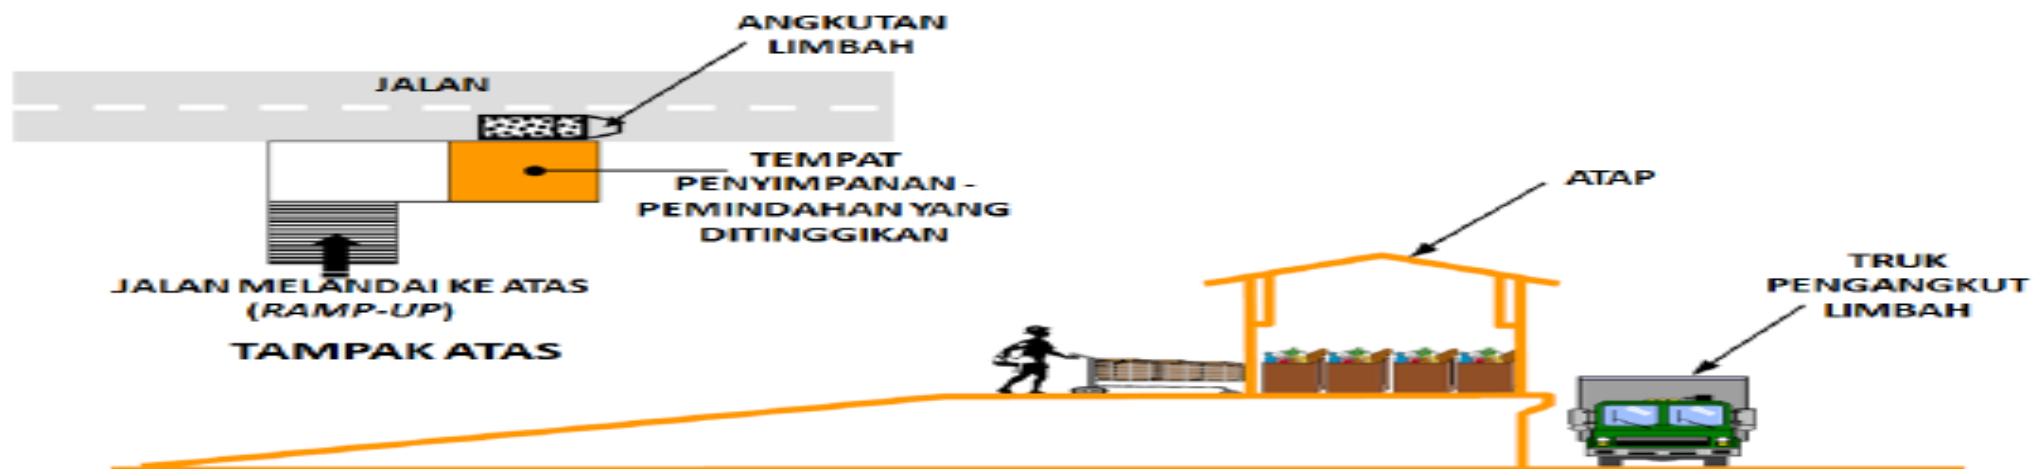 ANGKUTAN
LIMBAH
JALAN
TEMPAT
PENYIMPANAN -
PEMINDAHAN YANG
DITINGGIKAN
JALAN MELANDAI KE ATAS
(RAMP-UP)
TAMPAK ATAS
ATAP
TRUK
PENGANGKUT
LIMBAH